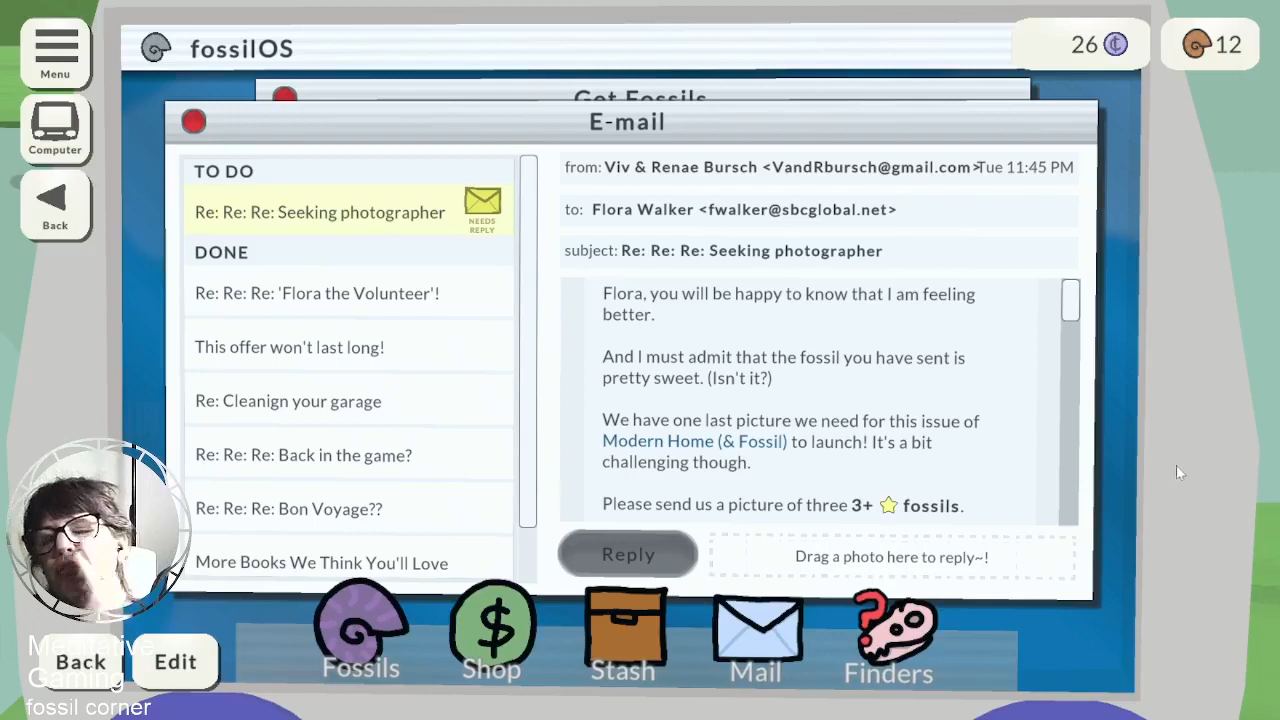 Menu
Computer
Back
fossilOS
26
12
Get Fossils
E-mail
TO DO
Re: Re: Re: Seeking photographer
NEEDS
REPLY
DONE
Re: Re: Re: 'Flora the Volunteer'!
This offer won't last long!
Re: Cleanign your garage
Re: Re: Re: Back in the game?
Re: Re: Re: Bon Voyage??
More Books We Think You'll Love
from: Viv & Renae Bursch <VandRbursch@gmail.com> Tue 11:45 PM
to: Flora Walker <fwalker@sbcglobal.net>
subject: Re: Re: Re: Seeking photographer
Flora, you will be happy to know that I am feeling
better.
And I must admit that the fossil you have sent is
pretty sweet. (Isn't it?)
We have one last picture we need for this issue of
Modern Home (& Fossil) to launch! It's a bit
challenging though.
Please send us a picture of three 3+ fossils.
Reply
Drag a photo here to reply~!
Fossils
Shop
Stash
Mail
Finders
Back
Edit
Meditative
Gaming
fossil corner